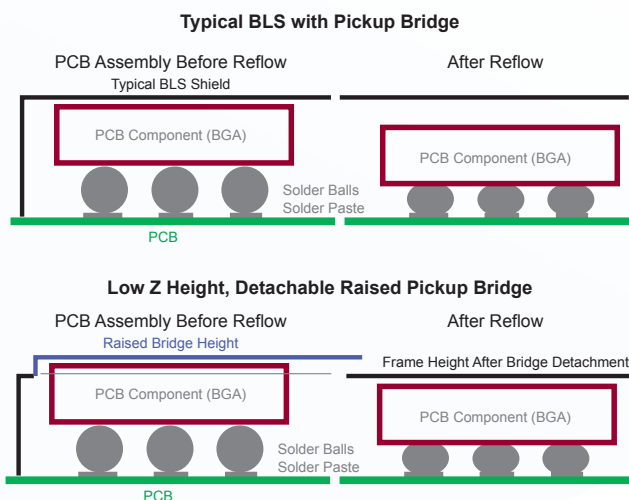 Typical BLS with Pickup Bridge
PCB Assembly Before Reflow
After Reflow
Typical BLS Shield
PCB Component (BGA)
PCB Component (BGA)
Solder Balls
Solder Paste
PCB
Low Z Height, Detachable Raised Pickup Bridge
PCB Assembly Before Reflow
After Reflow
Raised Bridge Height
Frame Height After Bridge Detachment
PCB Component (BGA)
PCB Component (BGA)
Solder Balls
Solder Paste
PCB